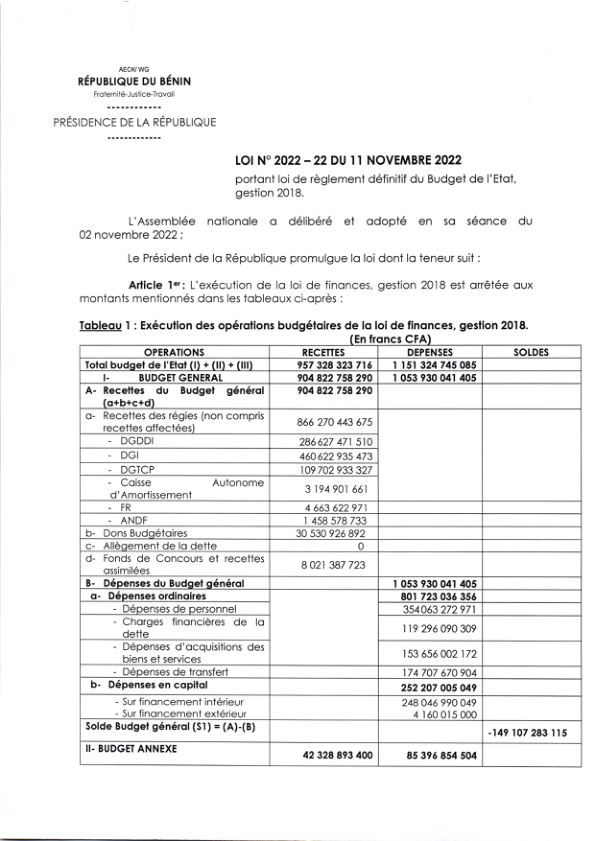 AECK/WG
RÉPUBLIQUE DU BÉNIN
Fraternité-Justice-Travail
------------
PRÉSIDENCE DE LA RÉPUBLIQUE
------------
LOI N° 2022 – 22 DU 11 NOVEMBRE 2022
portant loi de règlement définitif du Budget de l'Etat,
gestion 2018.
L'Assemblée nationale a délibéré et adopté en sa séance du
02 novembre 2022 ;
Le Président de la République promulgue la loi dont la teneur suit :
Article 1er : L'exécution de la loi de finances, gestion 2018 est arrêtée aux
montants mentionnés dans les tableaux ci-après :
Tableau 1 : Exécution des opérations budgétaires de la loi de finances, gestion 2018.
(En francs CFA)
OPERATIONS RECETTES DEPENSES SOLDES
Total budget de l'Etat (I) + (II) + (III) 957 328 323 716 1 151 324 745 085
I- BUDGET GENERAL 904 822 758 290 1 053 930 041 405
A- Recettes du Budget général 904 822 758 290
(a+b+c+d)
a- Recettes des régies (non compris
recettes affectées) 866 270 443 675
- DGDDI 286 627 471 510
- DGI 460 622 935 473
- DGTCP 109 702 933 327
- Caisse Autonome
d'Amortissement 3 194 901 661
- FR 4 663 622 971
- ANDF 1 458 578 733
b- Dons Budgétaires 30 530 926 892
c- Allègement de la dette 0
d- Fonds de Concours et recettes
assimilées 8 021 387 723
B- Dépenses du Budget général 1 053 930 041 405
a- Dépenses ordinaires 801 723 036 356
- Dépenses de personnel 354 063 272 971
- Charges financières de la
dette 119 296 090 309
- Dépenses d'acquisitions des
biens et services 153 656 002 172
- Dépenses de transfert 174 707 670 904
b- Dépenses en capital 252 207 005 049
- Sur financement intérieur 248 046 990 049
- Sur financement extérieur 4 160 015 000
Solde Budget général (S1) = (A)-(B) -149 107 283 115
II- BUDGET ANNEXE 42 328 893 400 85 396 854 504